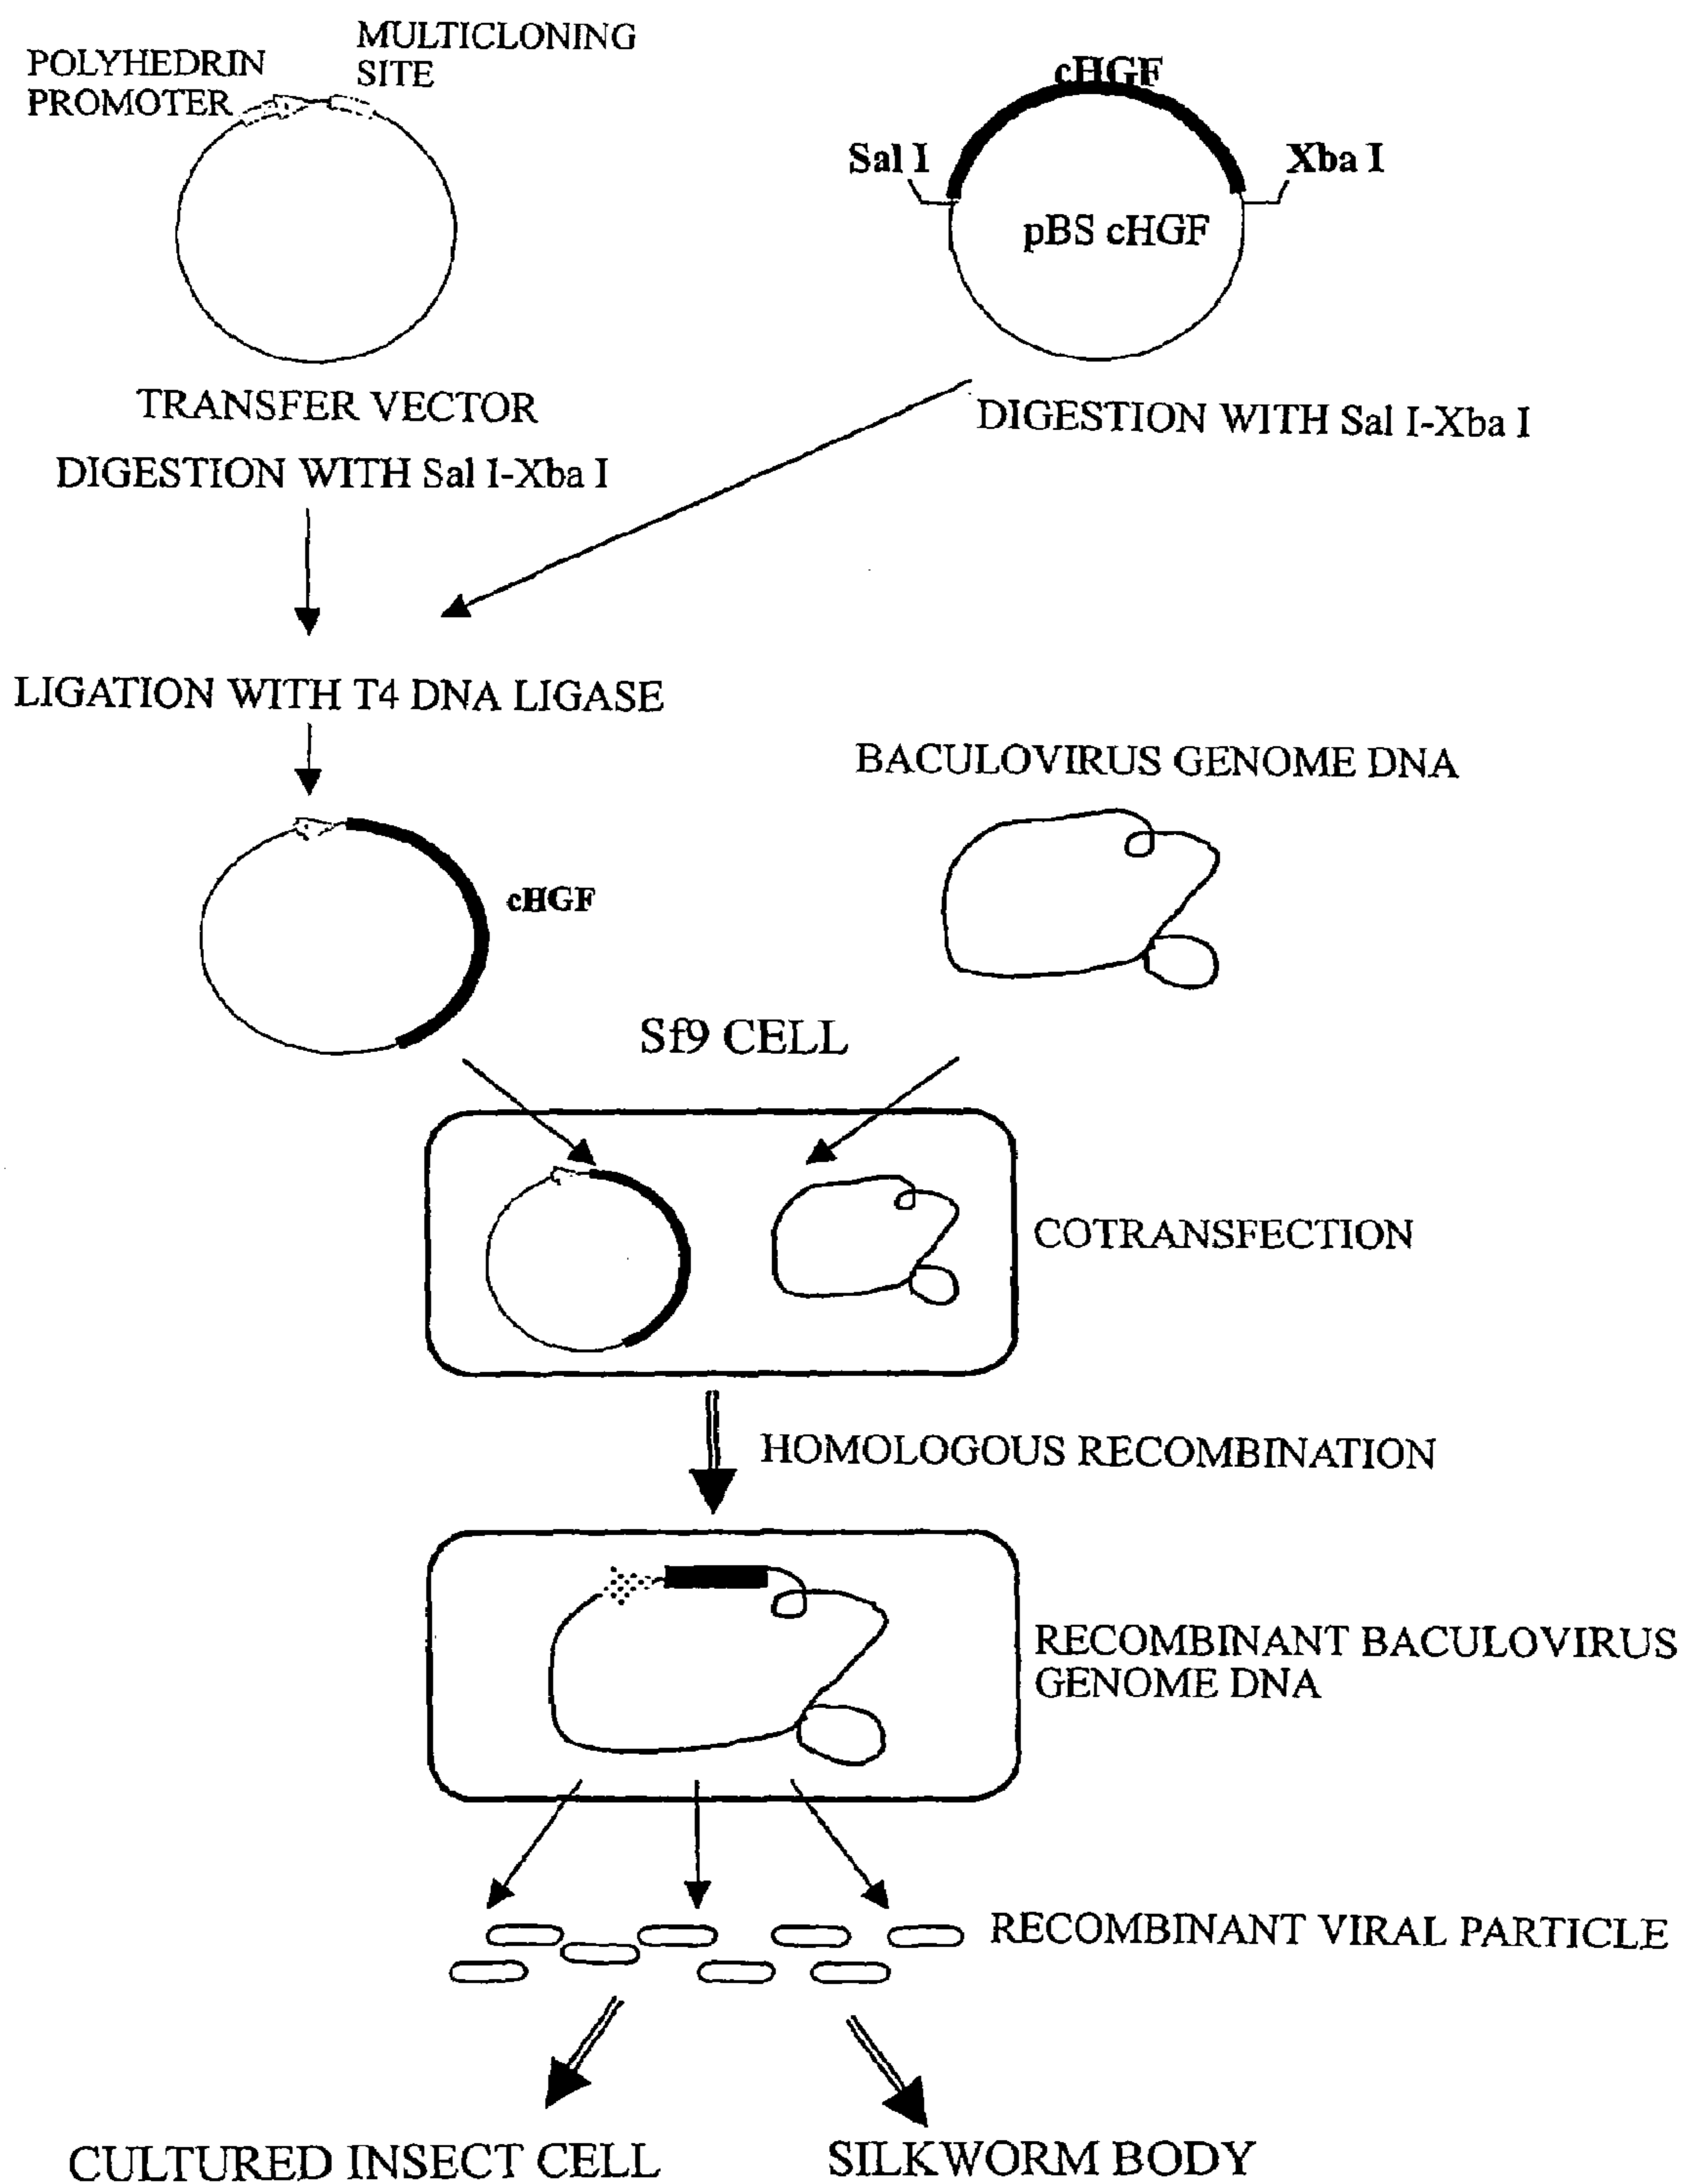 POLYHEDRIN
PROMOTER
MULTICLONING
SITE
cHGF
Sal I
Xba I
pBS cHGF
TRANSFER VECTOR
DIGESTION WITH Sal I-Xba I
DIGESTION WITH Sal I-Xba I
LIGATION WITH T4 DNA LIGASE
BACULOVIRUS GENOME DNA
cHGF
Sf9 CELL
COTRANSFECTION
HOMOLOGOUS RECOMBINATION
RECOMBINANT BACULOVIRUS
GENOME DNA
RECOMBINANT VIRAL PARTICLE
CULTURED INSECT CELL
SILKWORM BODY